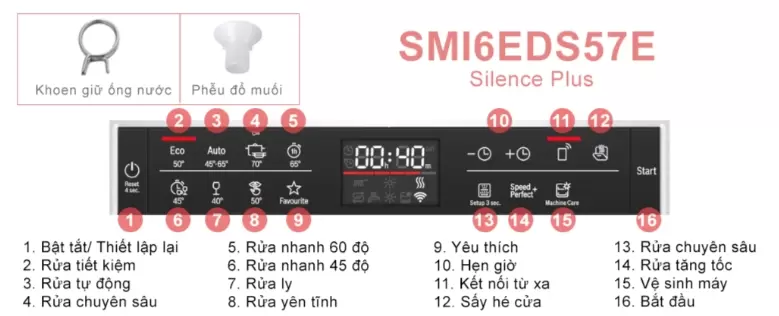 SMI6EDS57E
Silence Plus
Khoen giữ ống nước
Phễu đổ muối
2 3 4 5 10 11 12
Eco Auto 1h
50° 45°-65° 70° 65°
00:40
h m
- +
Reset
4 sec.
Start
45° 40° 50° Favourite
Setup 3 sec.
Speed
Perfect+
Machine Care
1 6 7 8 9 13 14 15 16
1. Bật tắt/ Thiết lập lại
2. Rửa tiết kiệm
3. Rửa tự động
4. Rửa chuyên sâu
5. Rửa nhanh 60 độ
6. Rửa nhanh 45 độ
7. Rửa ly
8. Rửa yên tĩnh
9. Yêu thích
10. Hẹn giờ
11. Kết nối từ xa
12. Sấy hé cửa
13. Rửa chuyên sâu
14. Rửa tăng tốc
15. Vệ sinh máy
16. Bắt đầu